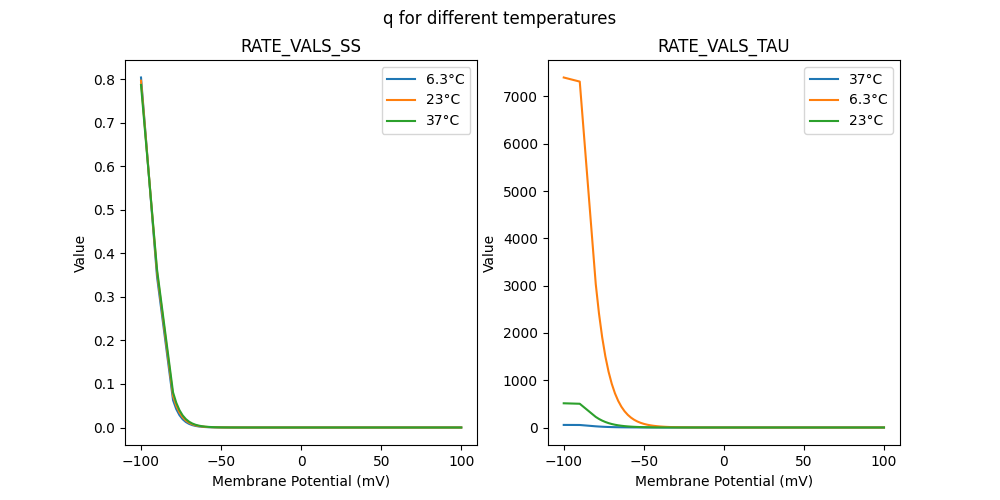 q for different temperatures
RATE_VALS_SS
Value
0.8
0.7
0.6
0.5
0.4
0.3
0.2
0.1
0.0
−100
−50
0
50
100
Membrane Potential (mV)
6.3°C
23°C
37°C
RATE_VALS_TAU
Value
7000
6000
5000
4000
3000
2000
1000
0
−100
−50
0
50
100
Membrane Potential (mV)
37°C
6.3°C
23°C